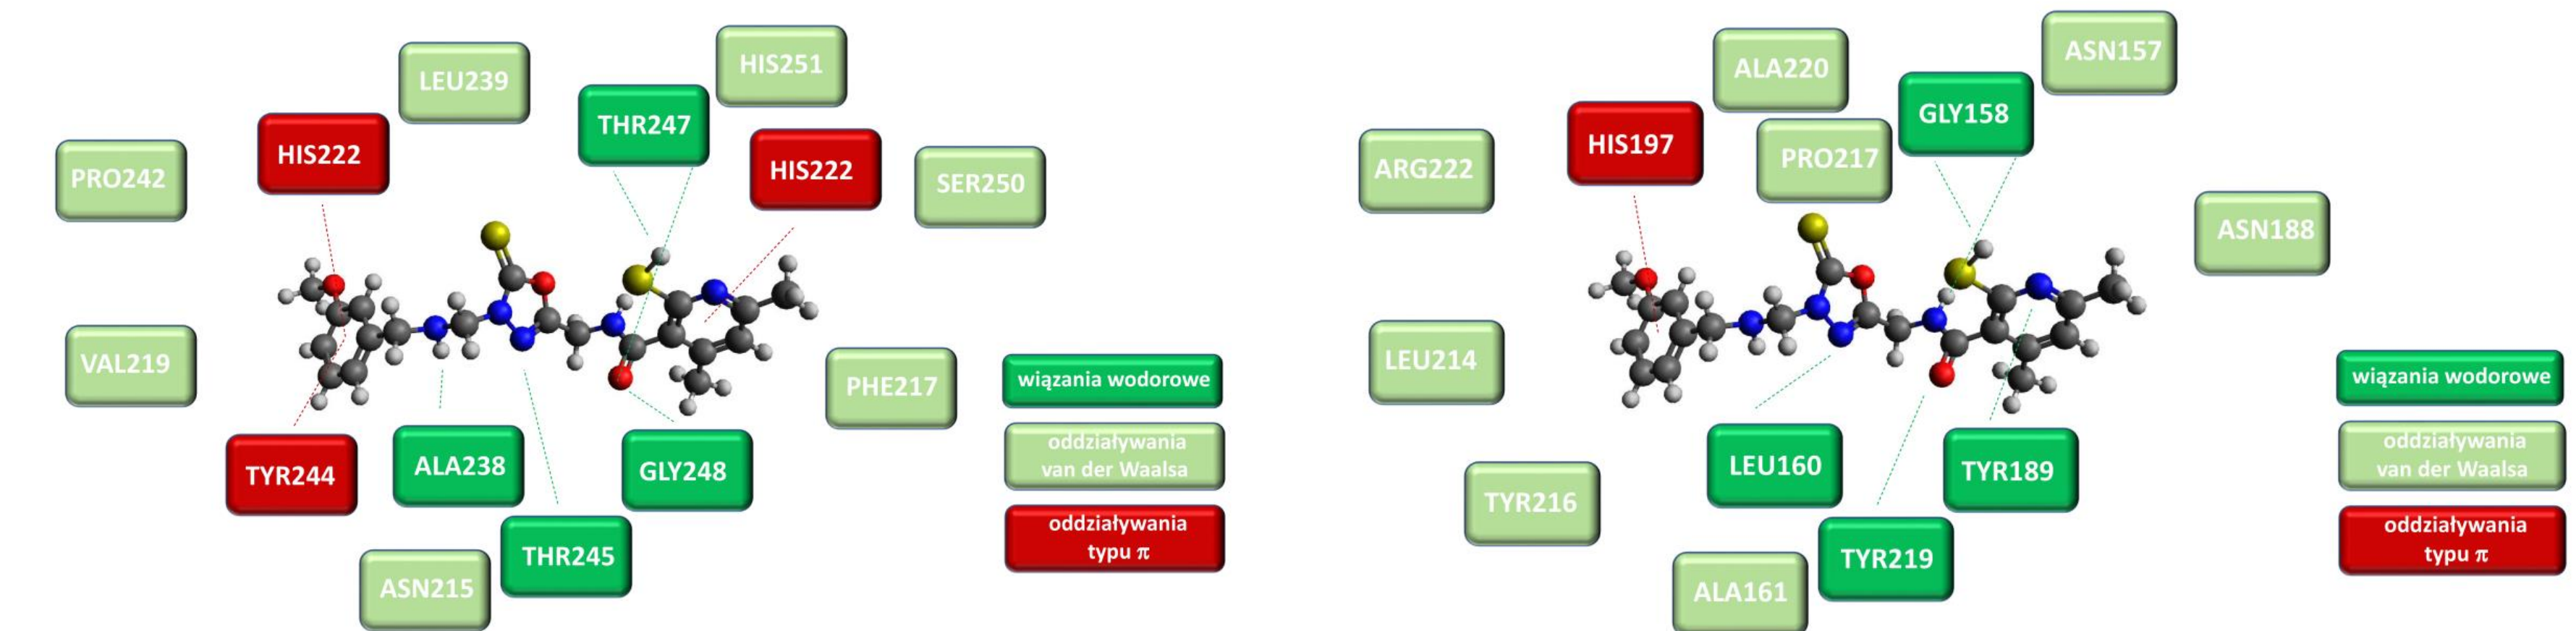 HIS251
LEU239
THR247
HIS222
HIS222
PRO242
SER250
VAL219
PHE217
TYR244
ALA238
GLY248
THR245
ASN215
wiązania wodorowe
oddziaływania
van der Waalsa
oddziaływania
typu π
ASN157
ALA220
GLY158
HIS197
PRO217
ARG222
ASN188
LEU214
LEU160
TYR189
TYR216
TYR219
ALA161
wiązania wodorowe
oddziaływania
van der Waalsa
oddziaływania
typu π